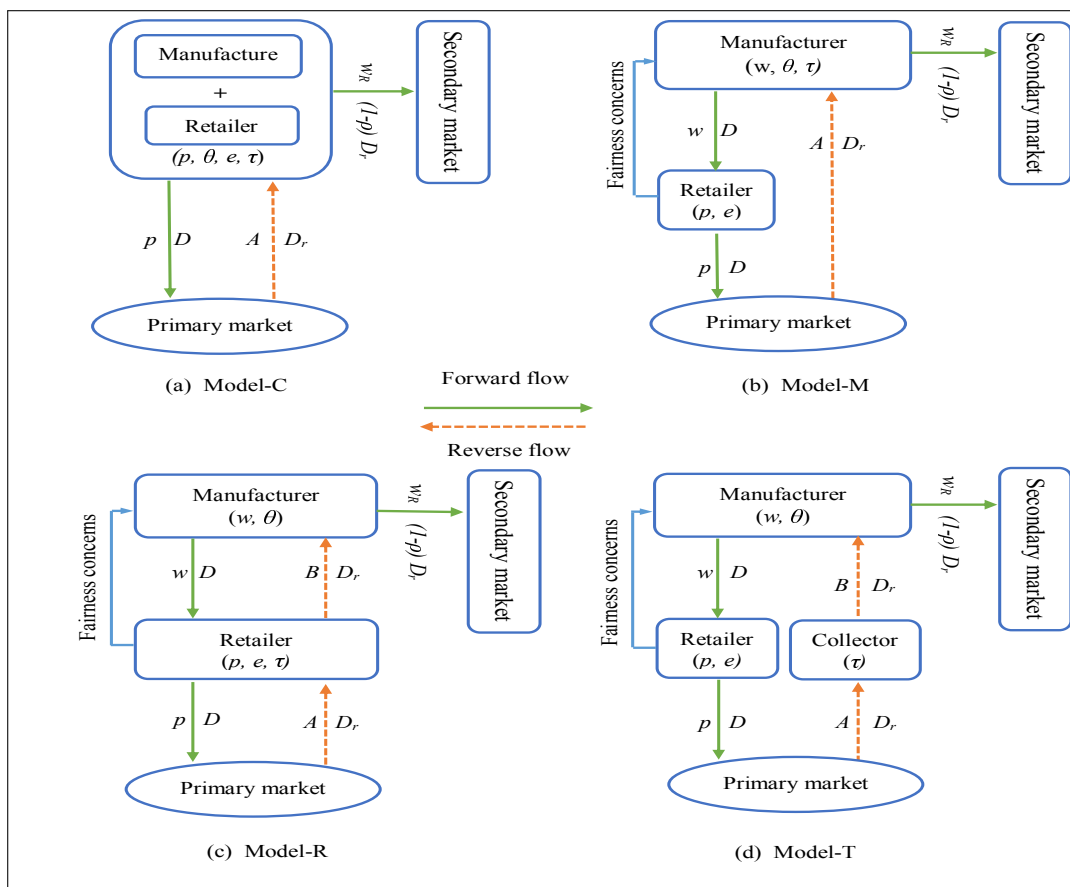 Manufacture
+
Retailer
(p, θ, e, τ)
w_R
(1-ρ) D_r
Secondary market
p D
A D_r
Primary market
(a) Model-C
Manufacturer
(w, θ, τ)
Fairness concerns
w D
Retailer
(p, e)
p D
A D_r
w_R
(1-ρ) D_r
Secondary market
Primary market
(b) Model-M
Forward flow
Reverse flow
Manufacturer
(w, θ)
Fairness concerns
w D
B D_r
w_R
(1-ρ) D_r
Secondary market
Retailer
(p, e, τ)
p D
A D_r
Primary market
(c) Model-R
Manufacturer
(w, θ)
Fairness concerns
w D
B D_r
w_R
(1-ρ) D_r
Secondary market
Retailer
(p, e)
Collector
(τ)
p D
A D_r
Primary market
(d) Model-T